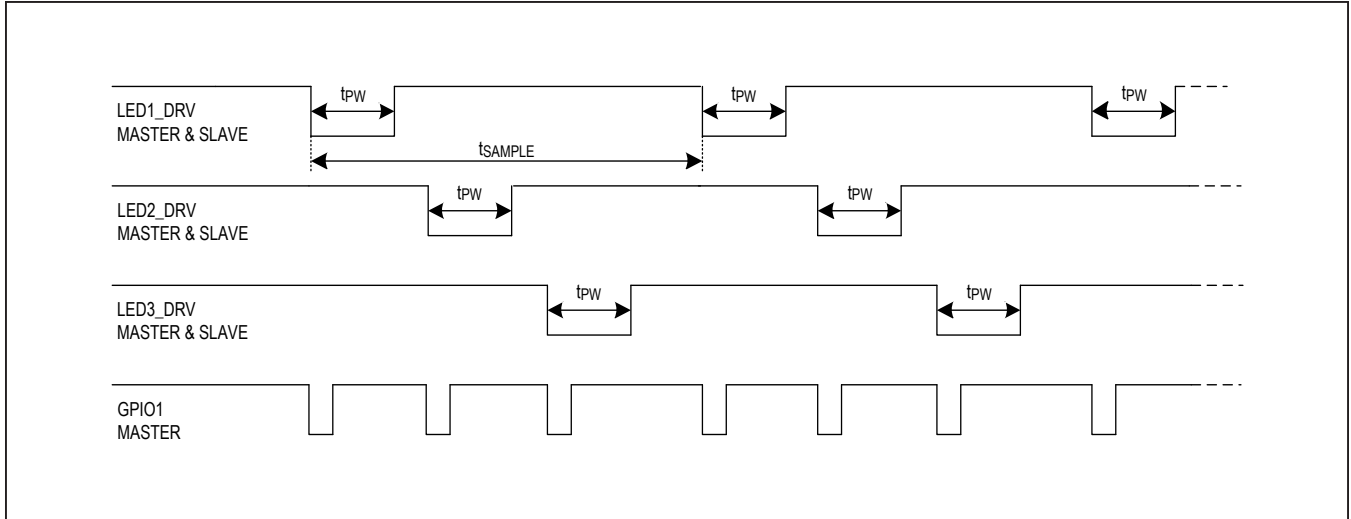 tPW tPW tPW
LED1_DRV
MASTER & SLAVE
tSAMPLE
tPW tPW
LED2_DRV
MASTER & SLAVE
tPW tPW
LED3_DRV
MASTER & SLAVE
GPIO1
MASTER